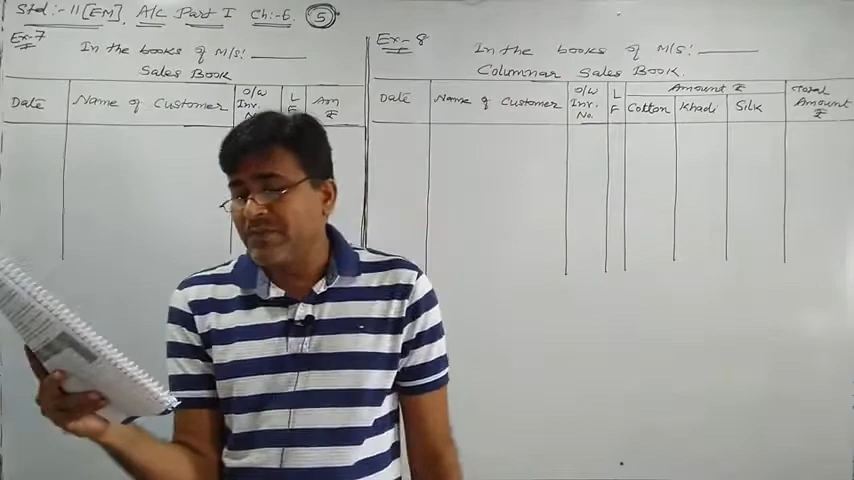 Std:- 11 [EM]. A/C Part I Ch:-6. 5
Ex-7
In the books of M/s! ______
Sales Book
Date
Name of Customer
O/W Inv. No.
L F
Am ₹
Ex- 8
In the books of M/s! ______
Columnar Sales Book.
Date
Name of Customer
O/W Inv. No.
L F
Amount ₹
Cotton Khadi Silk
Total Amount ₹